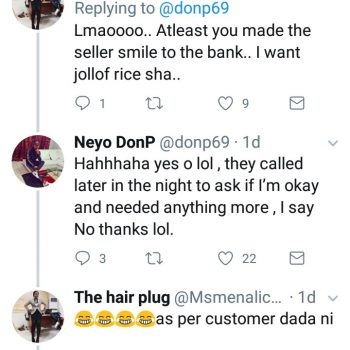 Replying to @donp69
Lmaoooo.. Atleast you made the
seller smile to the bank.. I want
jollof rice sha..
1 9
Neyo DonP @donp69 · 1d
Hahhhaha yes o lol , they called
later in the night to ask if I'm okay
and needed anything more , I say
No thanks lol.
3 22
The hair plug @Msmenalic... · 1d
😂😂😂😂as per customer dada ni